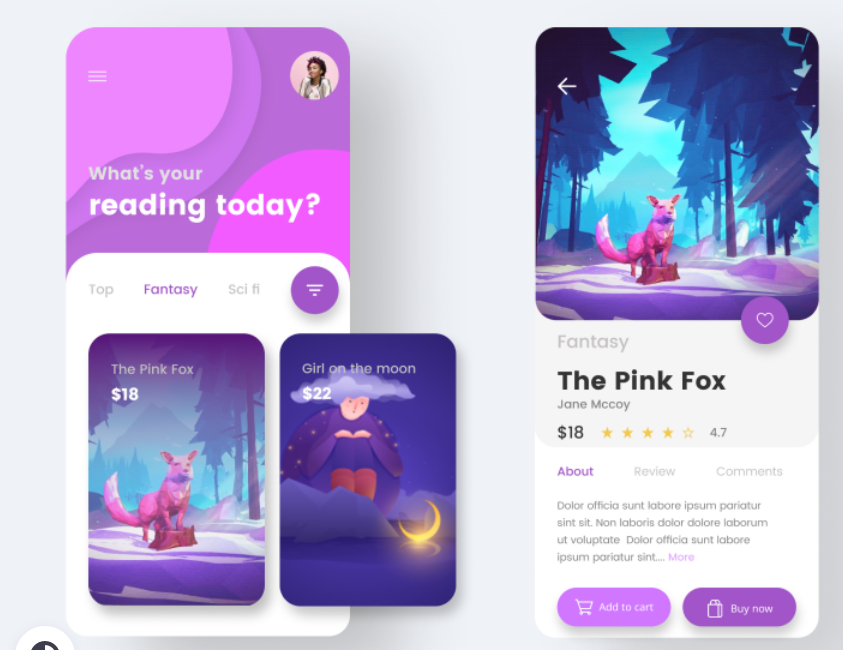 What's your
reading today?
Top Fantasy Sci fi
The Pink Fox
$18
Girl on the moon
$22
Fantasy
The Pink Fox
Jane Mccoy
$18 4.7
About Review Comments
Dolor officia sunt labore ipsum pariatur
sint sit. Non laboris dolor dolore laborum
ut voluptate Dolor officia sunt labore
ipsum pariatur sint.... More
Add to cart
Buy now